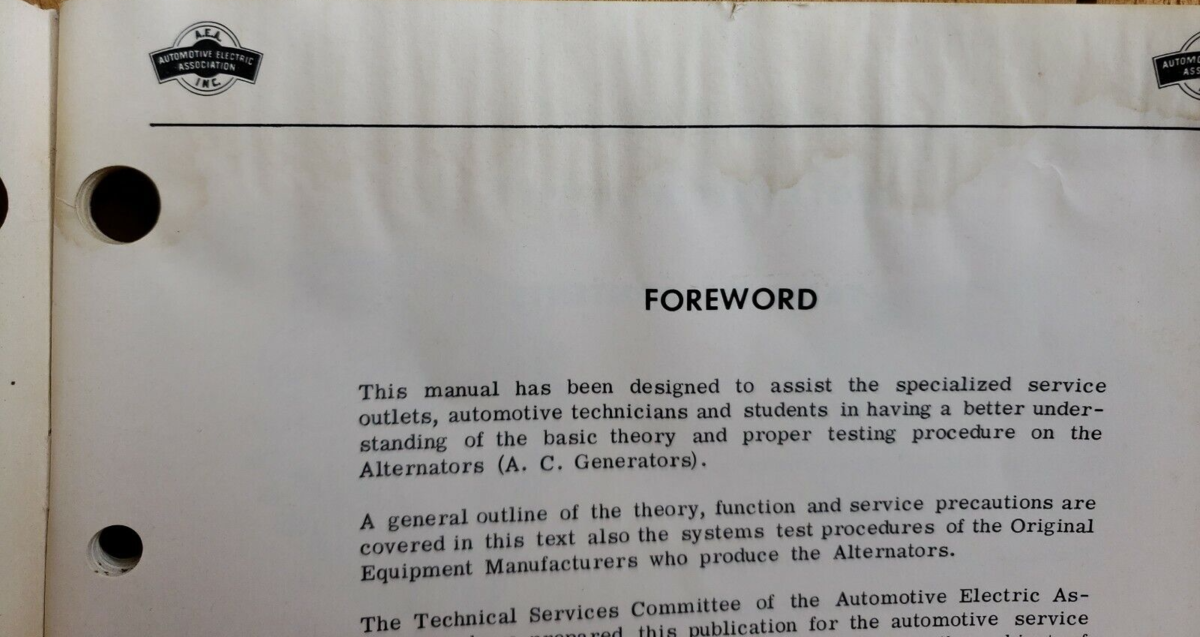 A.E.A.
AUTOMOTIVE ELECTRIC
ASSOCIATION
INC.
FOREWORD
This manual has been designed to assist the specialized service
outlets, automotive technicians and students in having a better under-
standing of the basic theory and proper testing procedure on the
Alternators (A. C. Generators).
A general outline of the theory, function and service precautions are
covered in this text also the systems test procedures of the Original
Equipment Manufacturers who produce the Alternators.
The Technical Services Committee of the Automotive Electric As-
prepared this publication for the automotive service